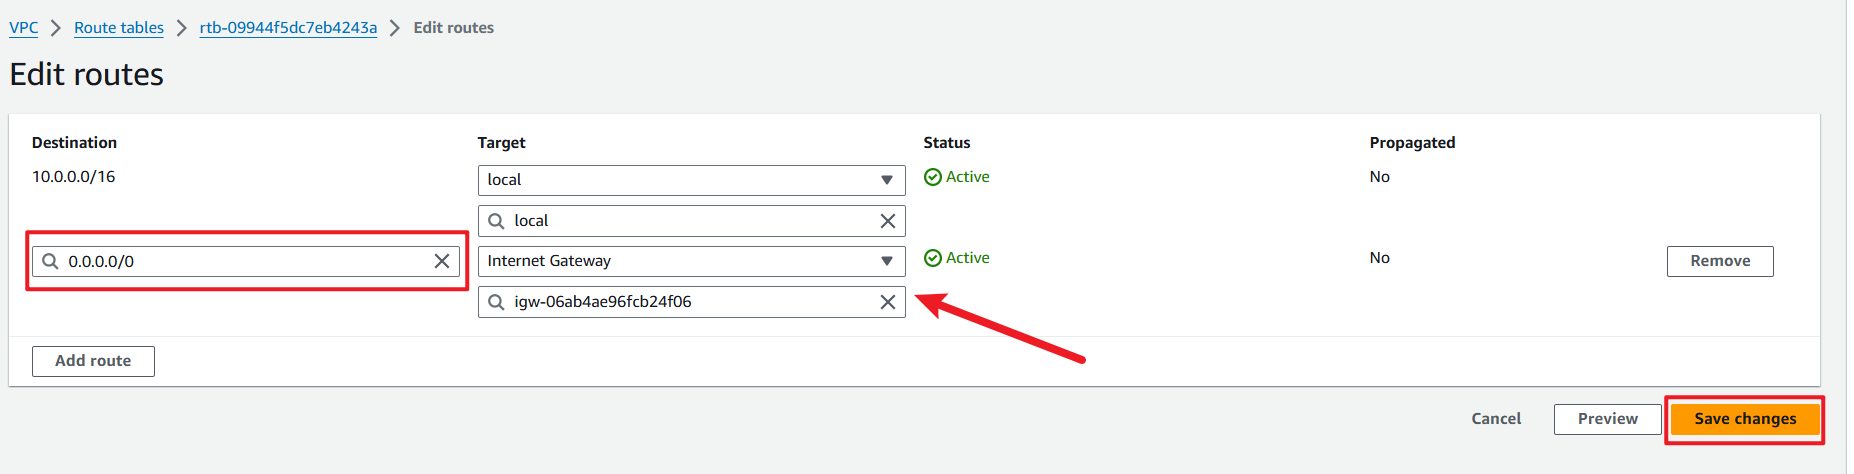 VPC > Route tables > rtb-09944f5dc7eb4243a > Edit routes
Edit routes
Destination Target Status Propagated
10.0.0.0/16 local Active No
local
0.0.0.0/0 Internet Gateway Active No Remove
igw-06ab4ae96fcb24f06
Add route
Cancel Preview Save changes